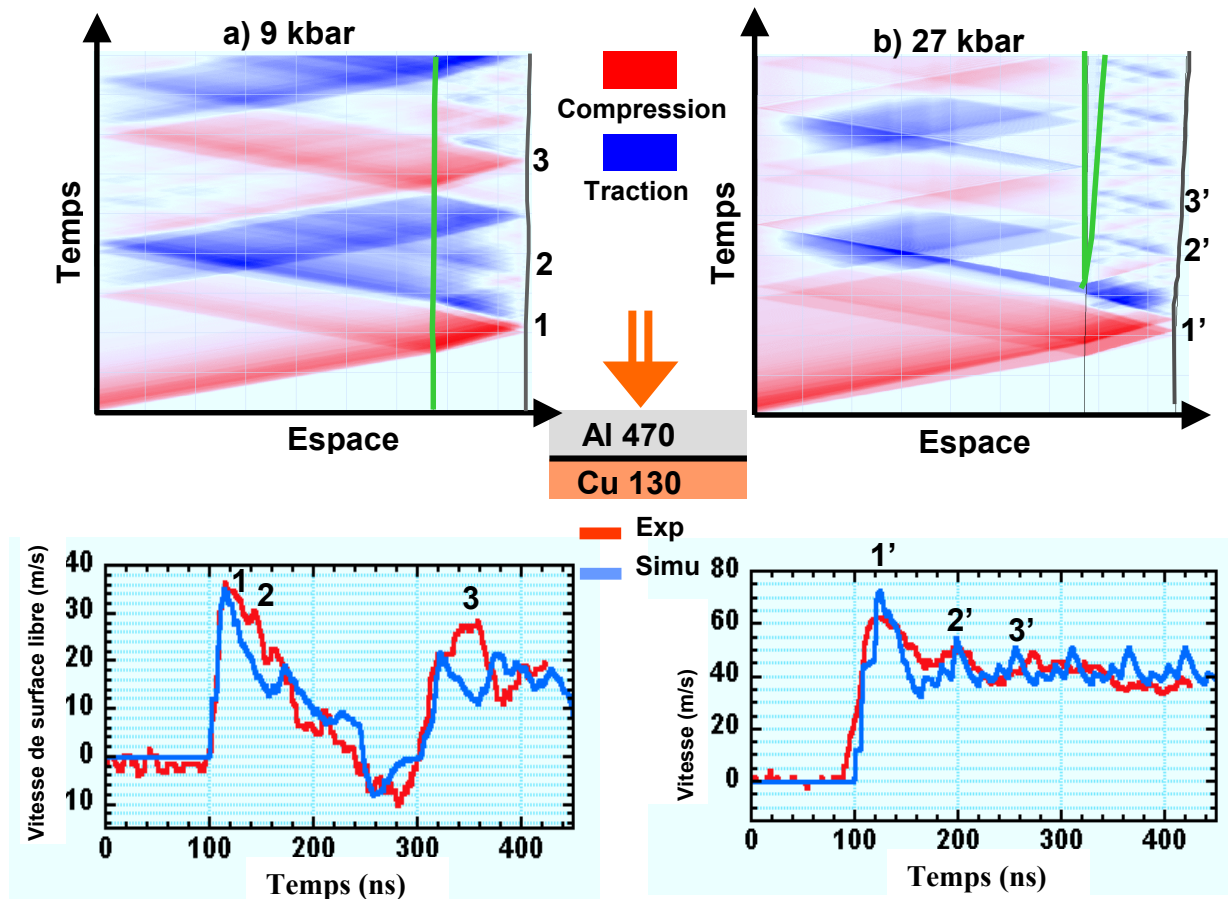 a) 9 kbar
Temps
Espace
3
2
1
Compression
Traction
b) 27 kbar
Temps
Espace
3'
2'
1'
Al 470
Cu 130
Exp
Simu
Vitesse de surface libre (m/s)
40
30
20
10
0
10
1
2
3
0
100
200
300
400
Temps (ns)
Vitesse (m/s)
80
60
40
20
0
1'
2'
3'
0
100
200
300
400
Temps (ns)